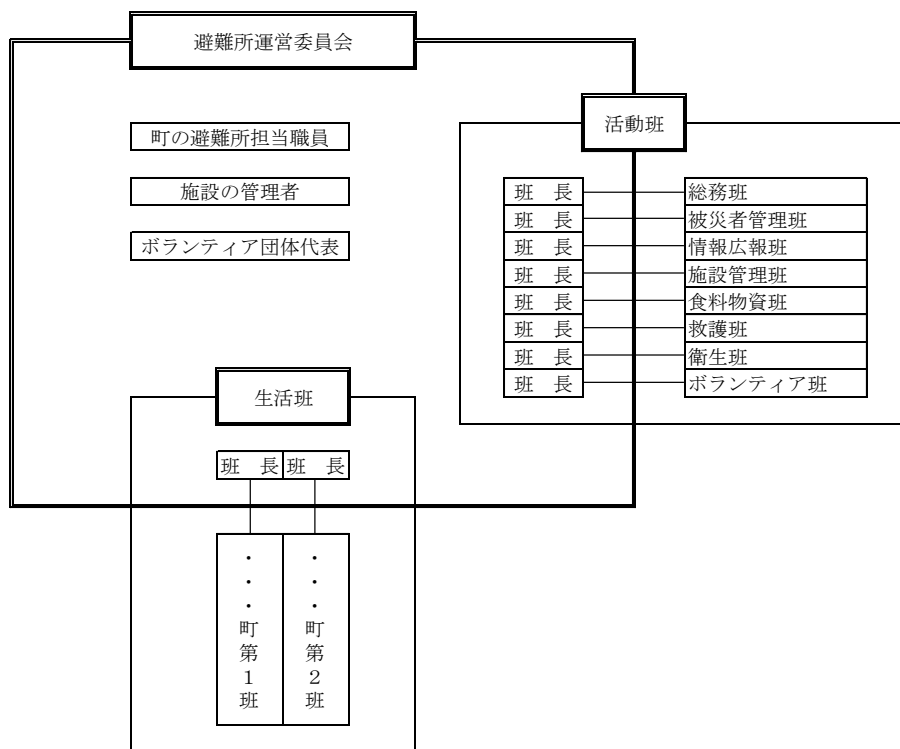 避難所運営委員会
町の避難所担当職員
施設の管理者
ボランティア団体代表
活動班
班　長 総務班
班　長 被災者管理班
班　長 情報広報班
班　長 施設管理班
班　長 食料物資班
班　長 救護班
班　長 衛生班
班　長 ボランティア班
生活班
班　長 班　長
・・・町第１班
・・・町第２班